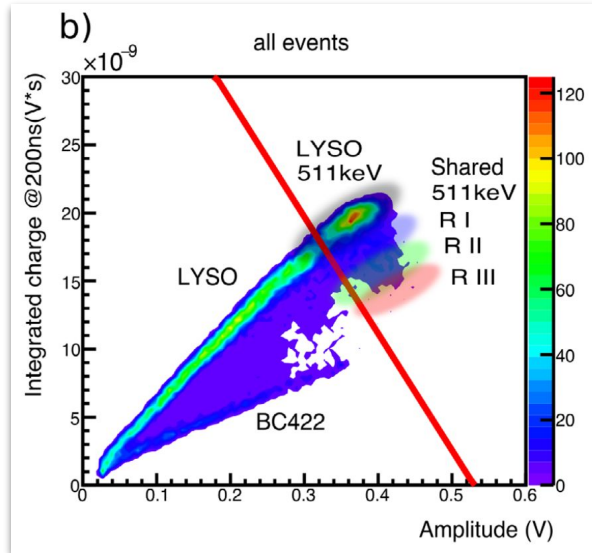 b)
all events
×10⁻⁹
Integrated charge @200ns(V*s)
30
25
20
15
10
5
0
LYSO
511keV
Shared
511keV
R I
R II
R III
LYSO
BC422
0 0.1 0.2 0.3 0.4 0.5 0.6
Amplitude (V)
120
100
80
60
40
20
0